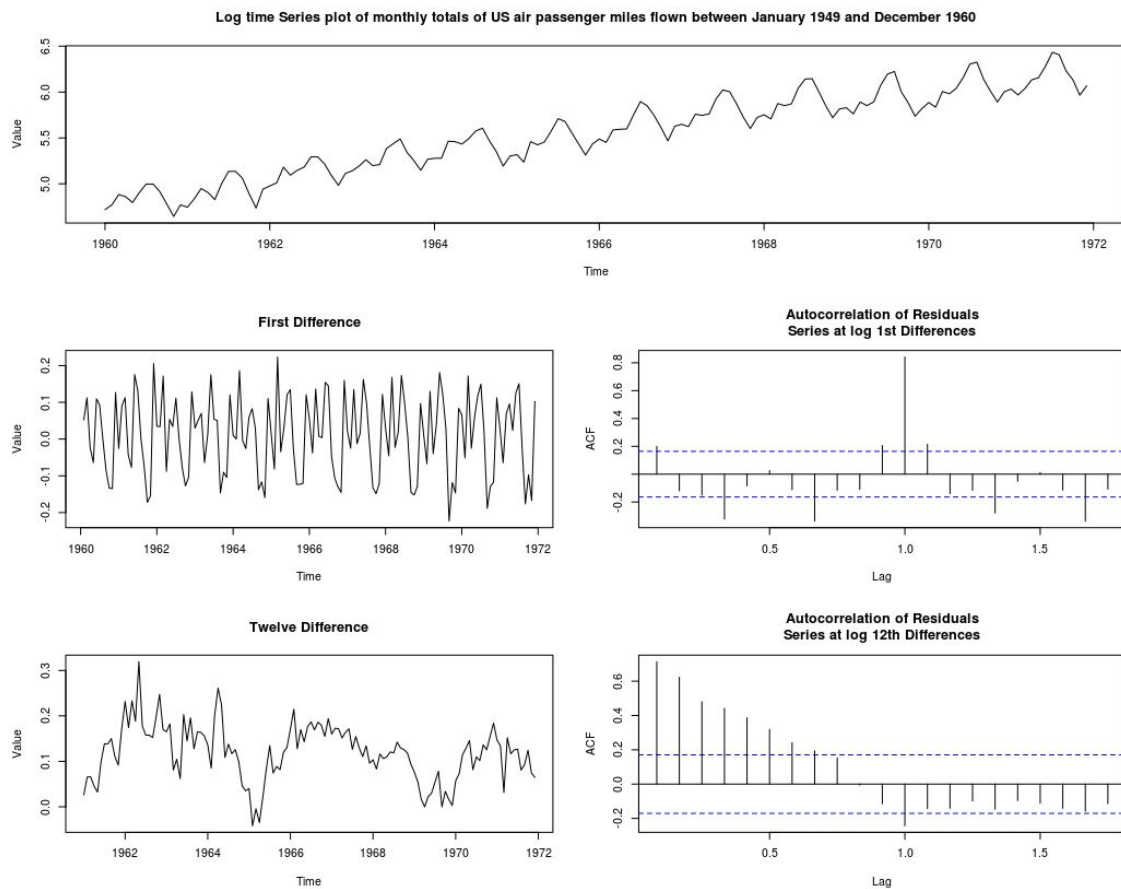 Log time Series plot of monthly totals of US air passenger miles flown between January 1949 and December 1960
Value
6.5
6.0
5.5
5.0
1960 1962 1964 1966 1968 1970 1972
Time
First Difference
Value
0.2
0.1
0.0
-0.1
-0.2
1960 1962 1964 1966 1968 1970 1972
Time
Autocorrelation of Residuals
Series at log 1st Differences
ACF
0.8
0.6
0.4
0.2
-0.2
0.5 1.0 1.5
Lag
Twelve Difference
Value
0.3
0.2
0.1
0.0
1962 1964 1966 1968 1970 1972
Time
Autocorrelation of Residuals
Series at log 12th Differences
ACF
0.6
0.4
0.2
0.0
-0.2
0.5 1.0 1.5
Lag